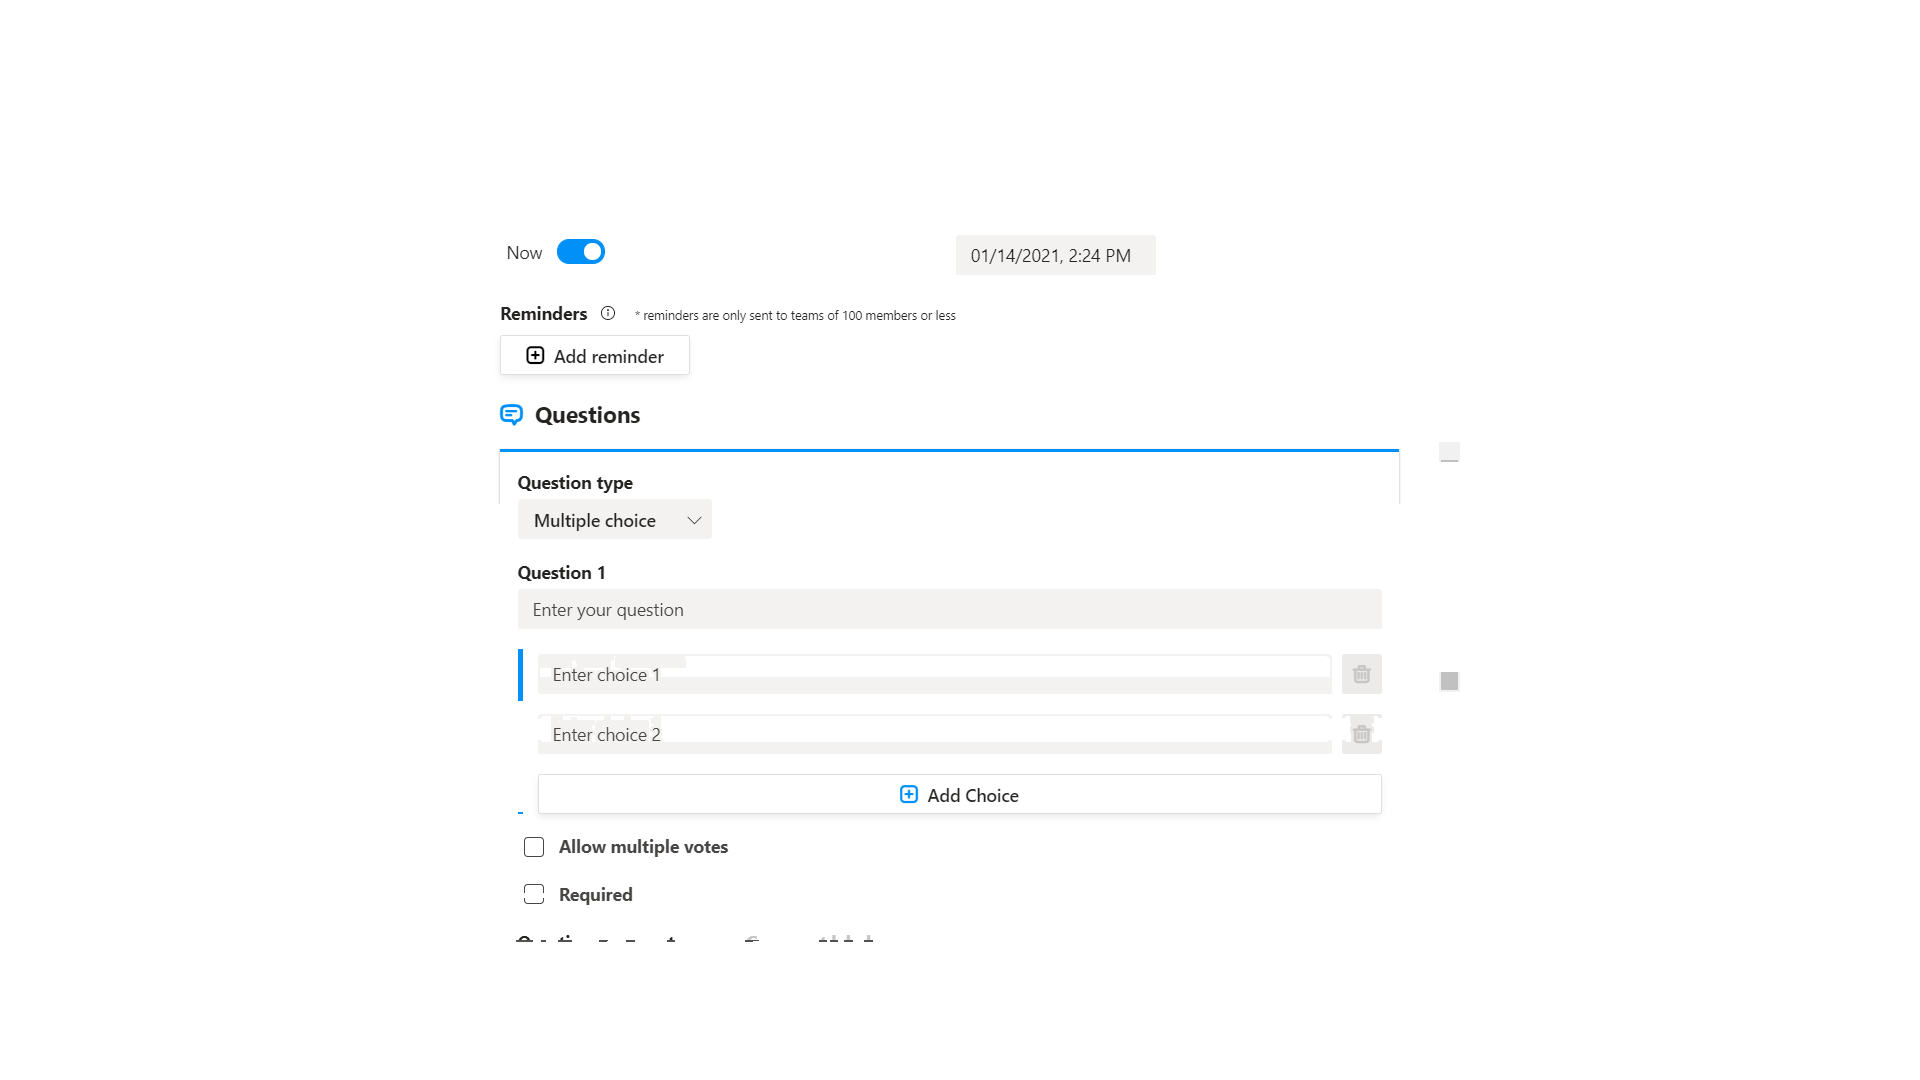 Now
01/14/2021, 2:24 PM
Reminders * reminders are only sent to teams of 100 members or less
Add reminder
Questions
Question type
Multiple choice
Question 1
Enter your question
Enter choice 1
Enter choice 2
Add Choice
Allow multiple votes
Required